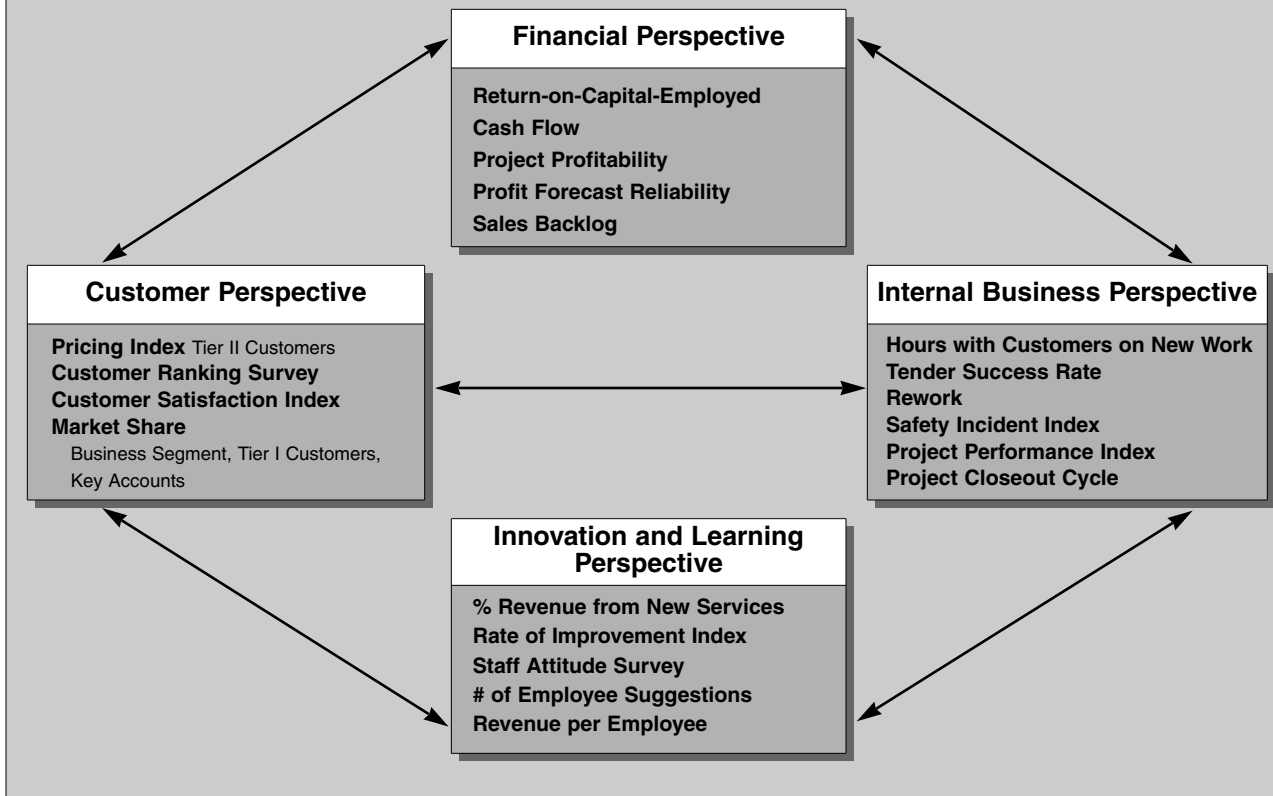 Financial Perspective
Return-on-Capital-Employed
Cash Flow
Project Profitability
Profit Forecast Reliability
Sales Backlog
Customer Perspective
Pricing Index Tier II Customers
Customer Ranking Survey
Customer Satisfaction Index
Market Share
Business Segment, Tier I Customers,
Key Accounts
Internal Business Perspective
Hours with Customers on New Work
Tender Success Rate
Rework
Safety Incident Index
Project Performance Index
Project Closeout Cycle
Innovation and Learning
Perspective
% Revenue from New Services
Rate of Improvement Index
Staff Attitude Survey
# of Employee Suggestions
Revenue per Employee